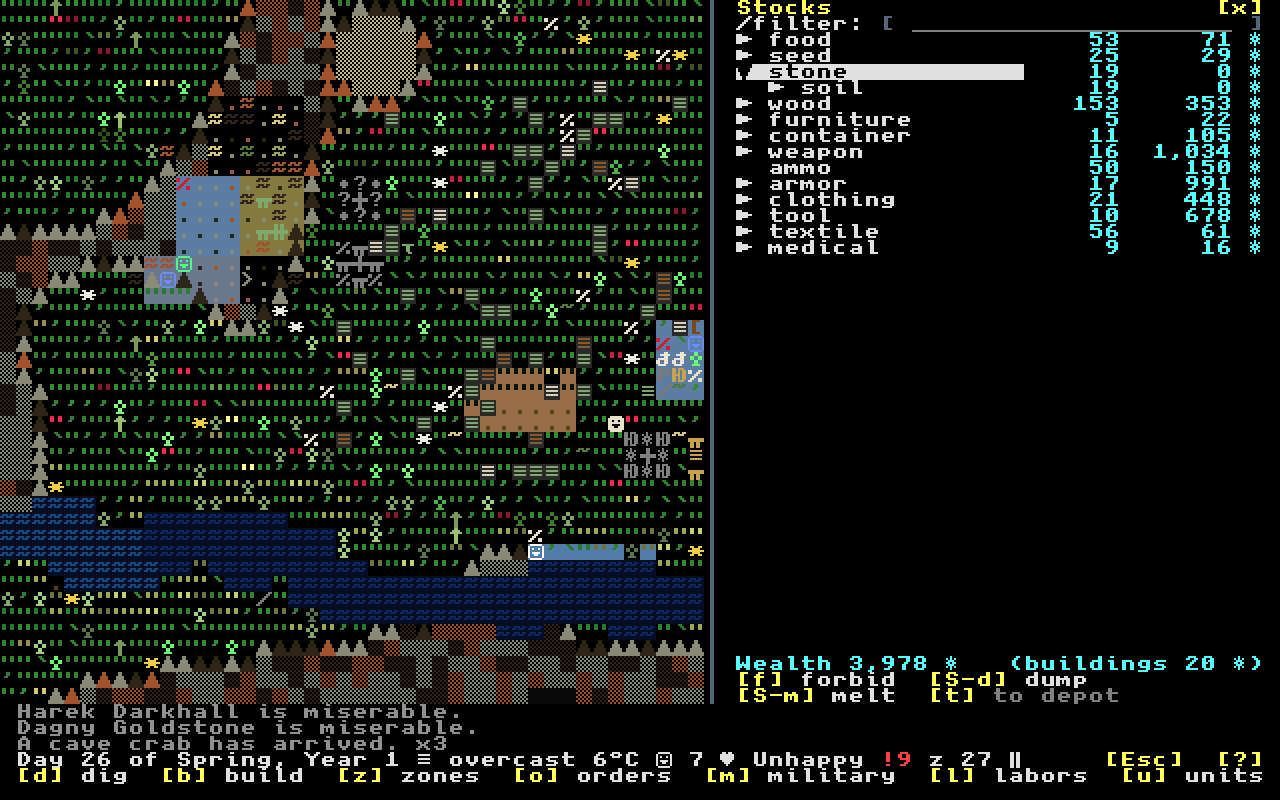 Stocks [x]
/filter: [ ]
► food 53 71 *
► seed 25 29 *
▼ stone 19 0 *
► soil 19 0 *
► wood 153 353 *
► furniture 5 22 *
► container 11 105 *
► weapon 16 1,034 *
ammo 50 150 *
► armor 17 991 *
► clothing 21 448 *
► tool 10 678 *
► textile 56 61 *
► medical 9 16 *
Wealth 3,978 * (buildings 20 *)
[f] forbid [S-d] dump
[S-m] melt [t] to depot
Harek Darkhall is miserable.
Dagny Goldstone is miserable.
A cave crab has arrived. x3
Day 26 of Spring, Year 1 ≡ overcast 6°C ☺ 7 ♥ Unhappy !9 z 27 ‖ [Esc] [?]
[d] dig [b] build [z] zones [o] orders [m] military [l] labors [u] units